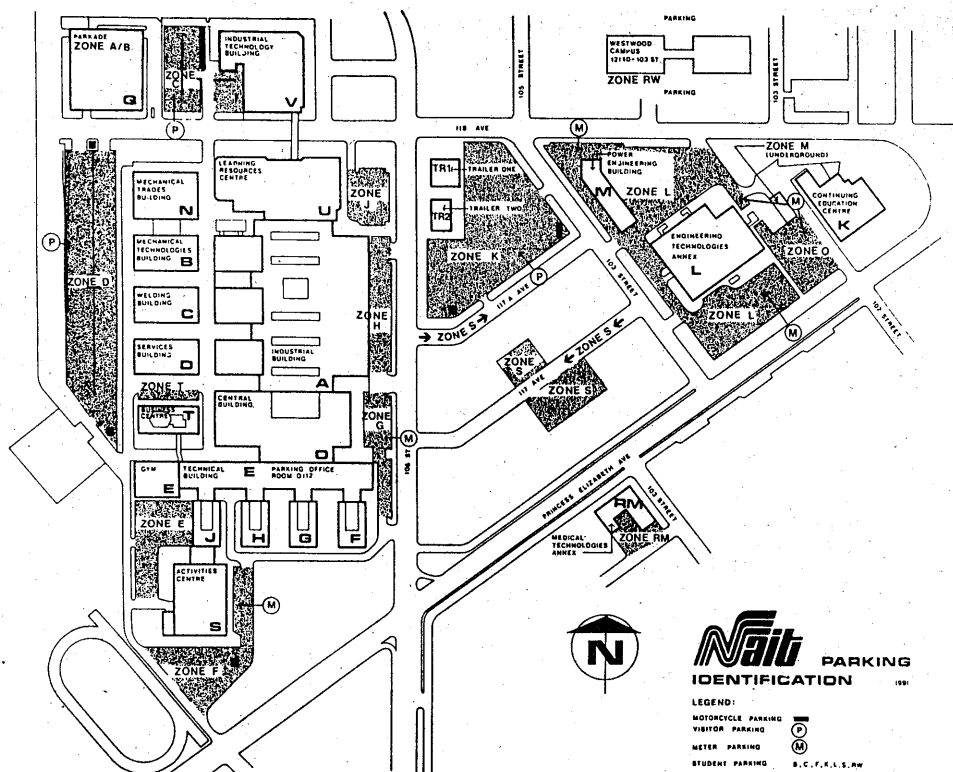 PARKADE
ZONE A/B
Q
ZONE
C
INDUSTRIAL
TECHNOLOGY
BUILDING
V
P
105 STREET
PARKING
WESTWOOD
CAMPUS
12140-103 ST.
ZONE RW
PARKING
103 STREET
118 AVE
M
ZONE M
(UNDERGROUND)
MECHANICAL
TRADES
BUILDING
N
LEARNING
RESOURCES
CENTRE
U
ZONE
J
TR1
TRAILER ONE
TR2
TRAILER TWO
POWER
ENGINEERING
BUILDING
M
ZONE L
M
CONTINUING
EDUCATION
CENTRE
K
P
MECHANICAL
TECHNOLOGIES
BUILDING
B
ZONE K
P
ENGINEERING
TECHNOLOGIES
ANNEX
L
ZONE O
ZONE D
WELDING
BUILDING
C
ZONE
H
117A AVE
ZONE S
103 STREET
ZONE L
M
107 STREET
SERVICES
BUILDING
D
INDUSTRIAL
BUILDING
A
ZONE S
ZONE
S
117 AVE
ZONE S
ZONE T
BUSINESS
CENTRE
T
CENTRAL
BUILDING
O
ZONE
G
M
106 ST
GYM
E
TECHNICAL
BUILDING
E
PARKING OFFICE
ROOM O112
PRINCESS ELIZABETH AVE
103 STREET
ZONE E
J
H
G
F
RM
MEDICAL
TECHNOLOGIES
ANNEX
ZONE RM
ACTIVITIES
CENTRE
S
M
ZONE F
N
Nait PARKING
IDENTIFICATION 1991
LEGEND:
MOTORCYCLE PARKING
VISITOR PARKING P
METER PARKING M
STUDENT PARKING B,C,F,K,L,S,RW